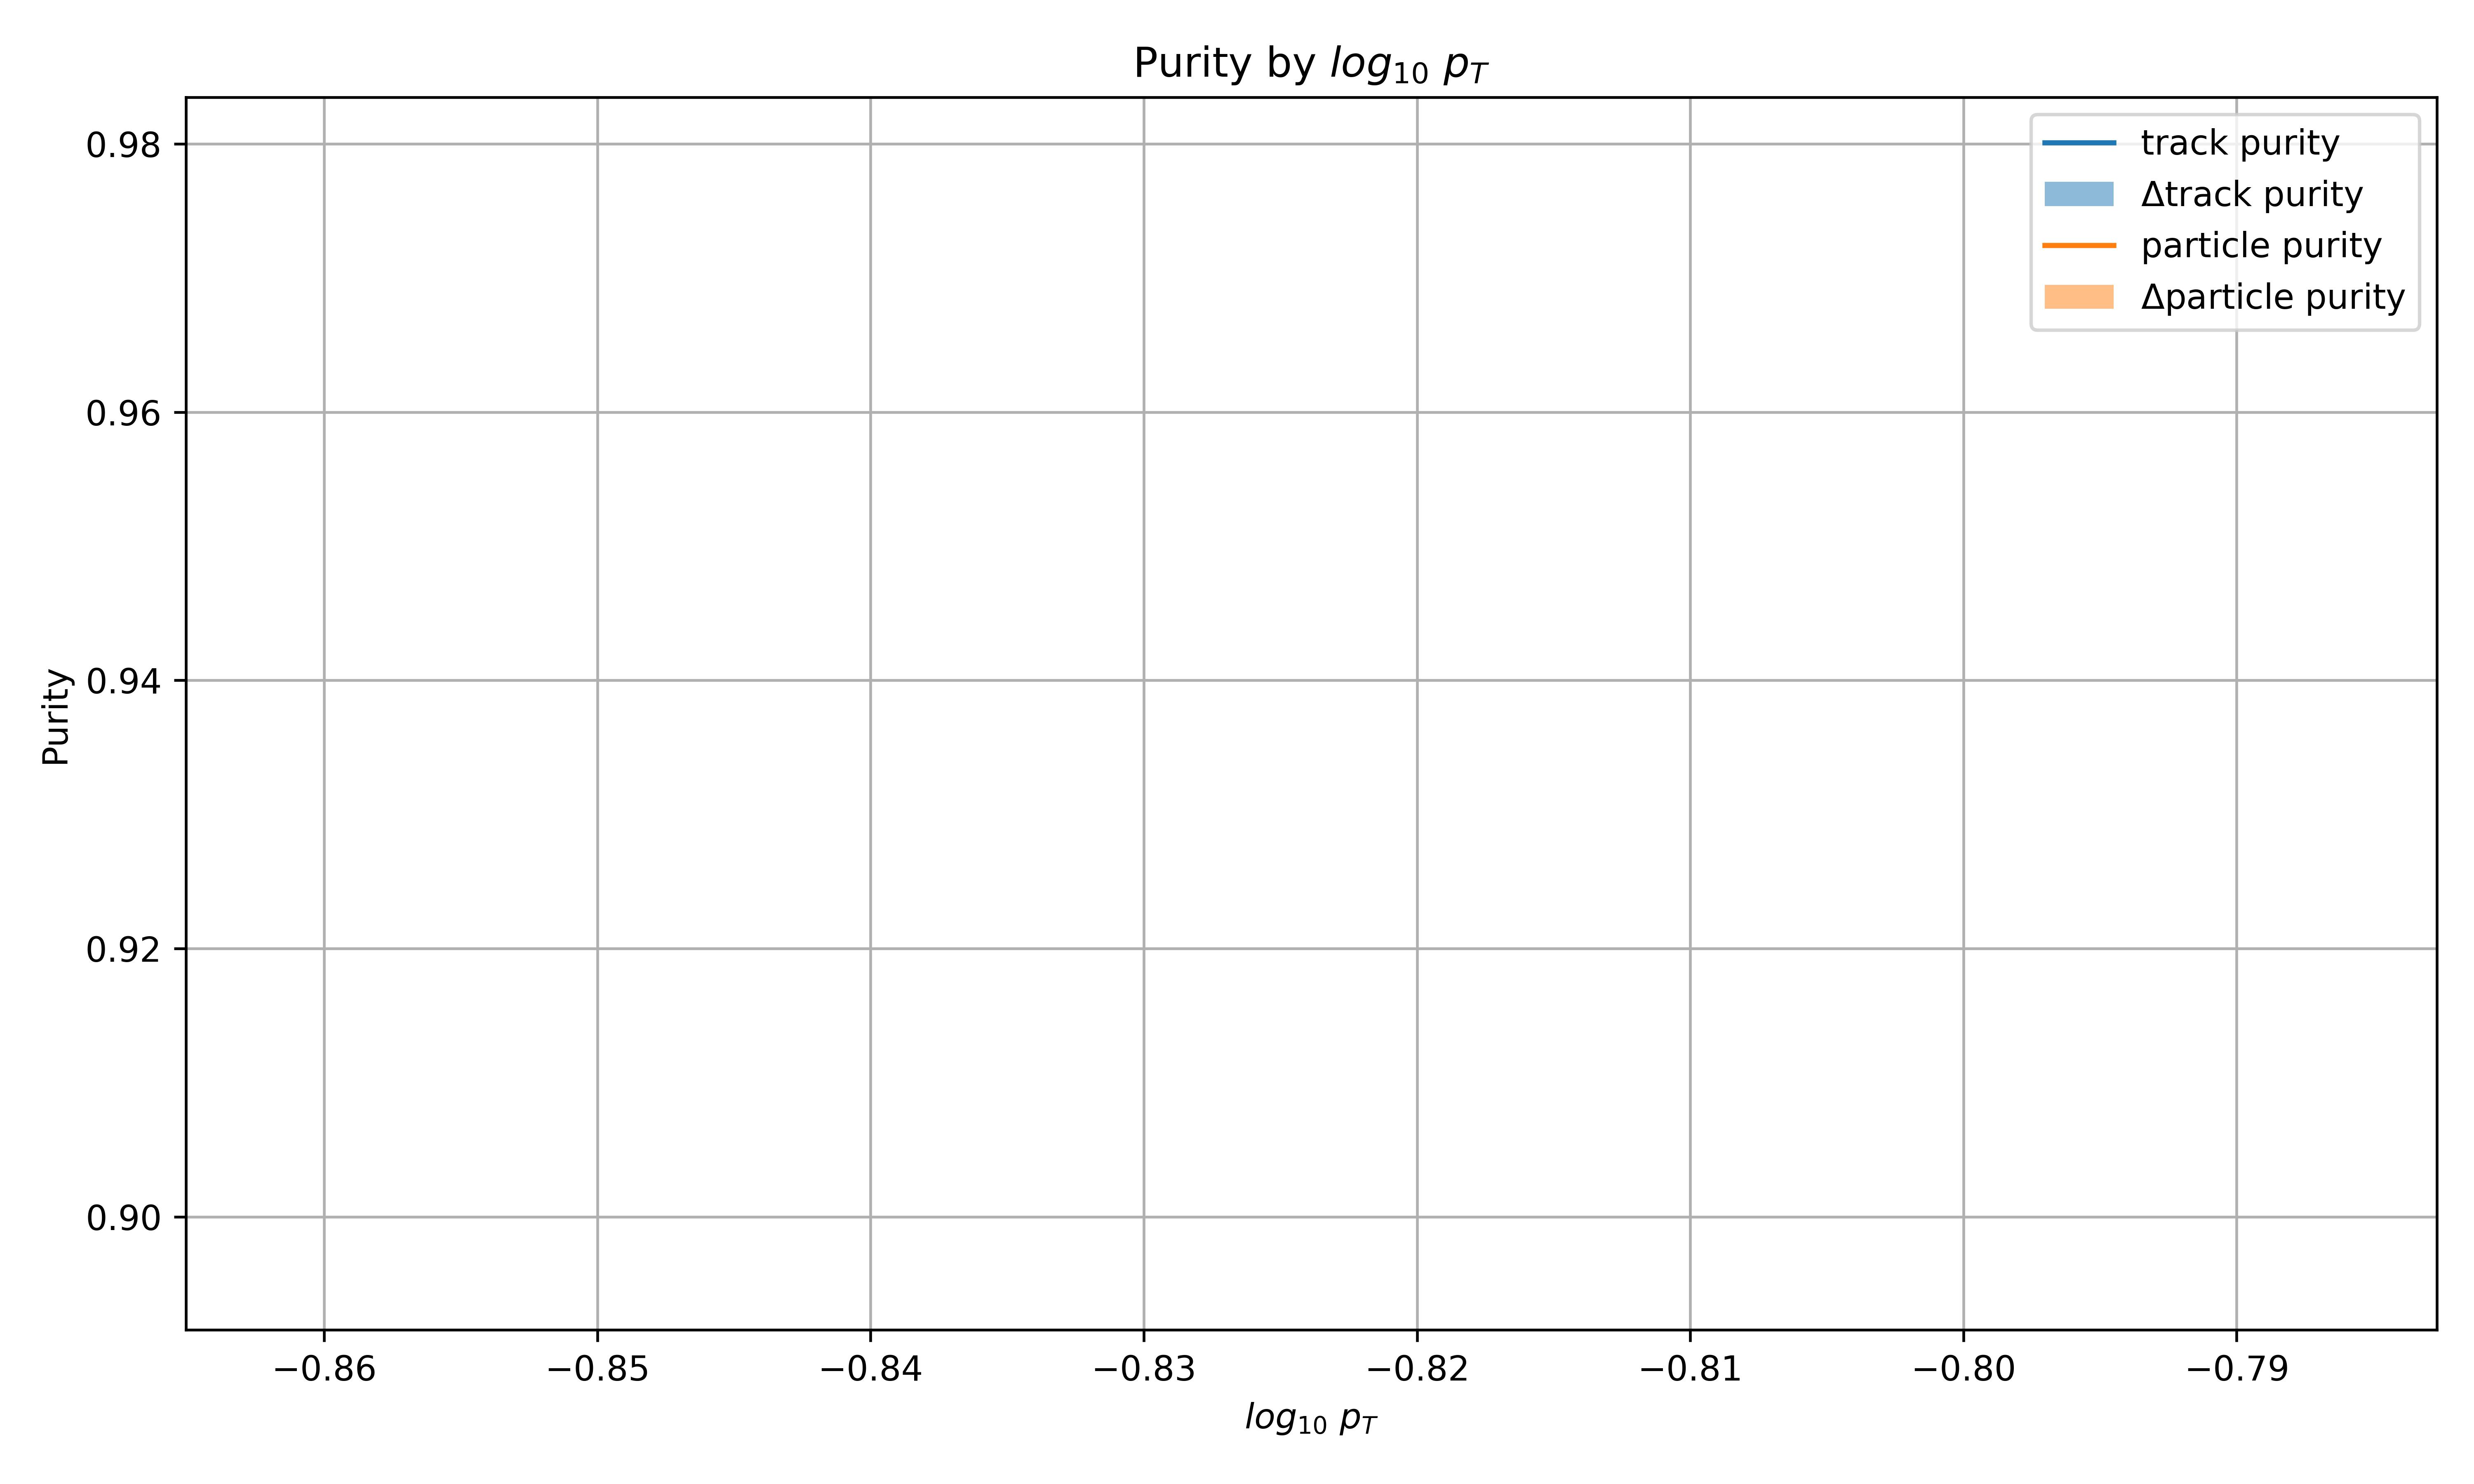 Purity by log₁₀ p_T
track purity
Δtrack purity
particle purity
Δparticle purity
0.98
0.96
0.94
0.92
0.90
Purity
−0.86 −0.85 −0.84 −0.83 −0.82 −0.81 −0.80 −0.79
log₁₀ p_T